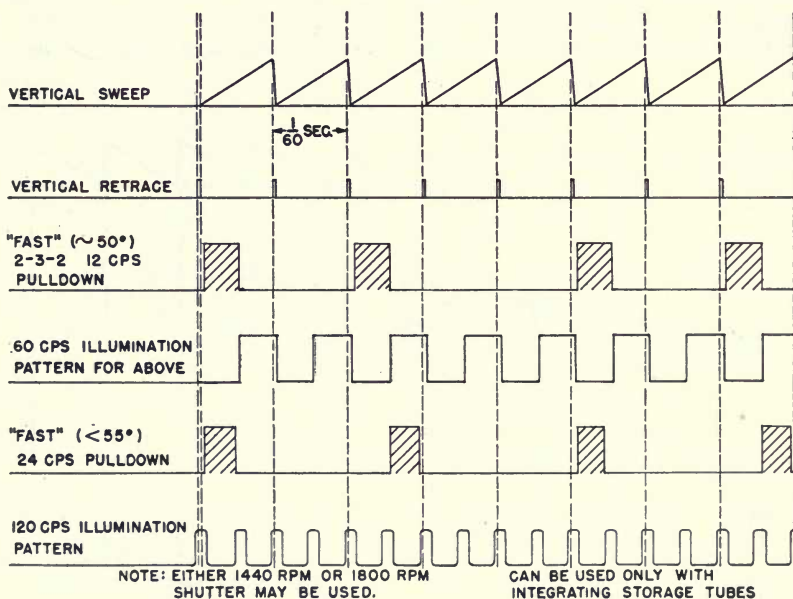 VERTICAL SWEEP
1/60 SEC.
VERTICAL RETRACE
"FAST" (~50°)
2-3-2 12 CPS
PULLDOWN
60 CPS ILLUMINATION
PATTERN FOR ABOVE
"FAST" (<55°)
24 CPS PULLDOWN
120 CPS ILLUMINATION
PATTERN
NOTE: EITHER 1440 RPM OR 1800 RPM
SHUTTER MAY BE USED.
CAN BE USED ONLY WITH
INTEGRATING STORAGE TUBES